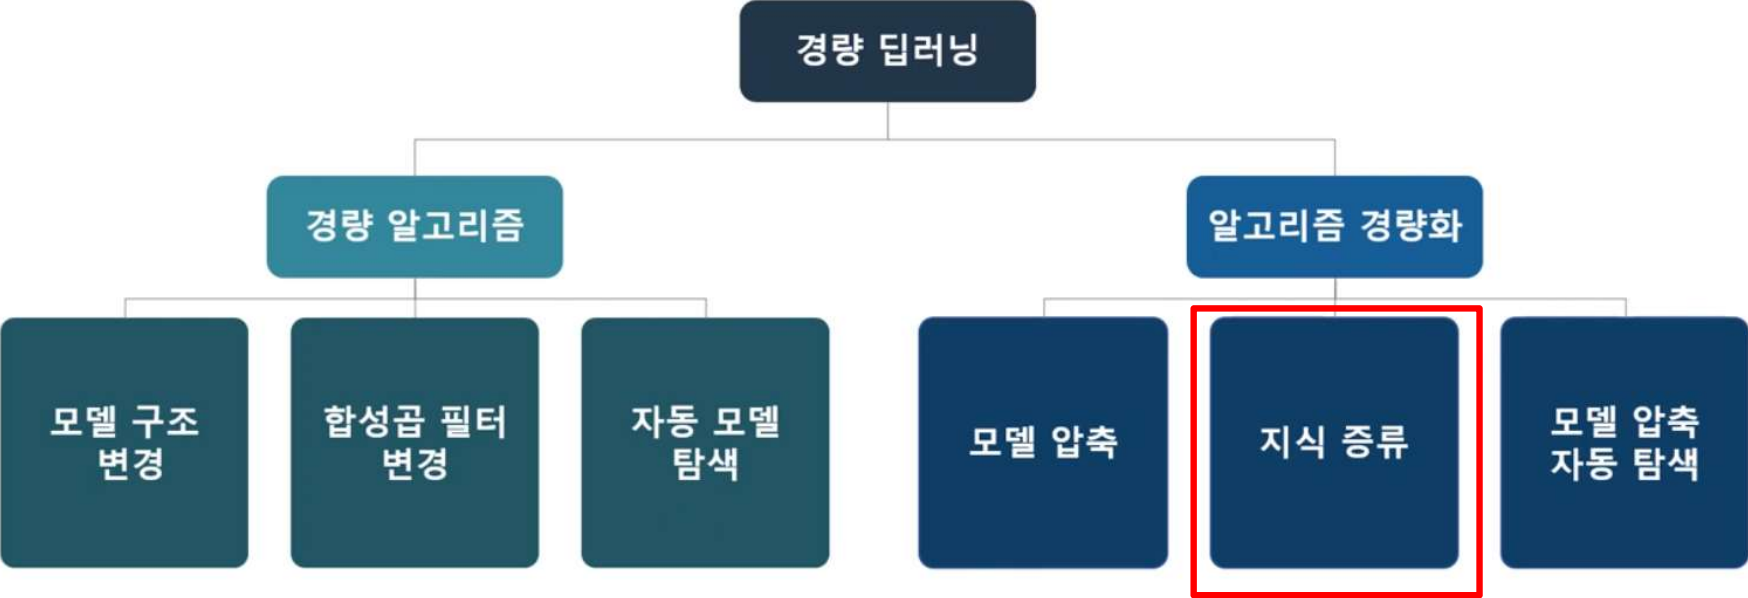 경량 딥러닝
경량 알고리즘
알고리즘 경량화
모델 구조
변경
합성곱 필터
변경
자동 모델
탐색
모델 압축
지식 증류
모델 압축
자동 탐색